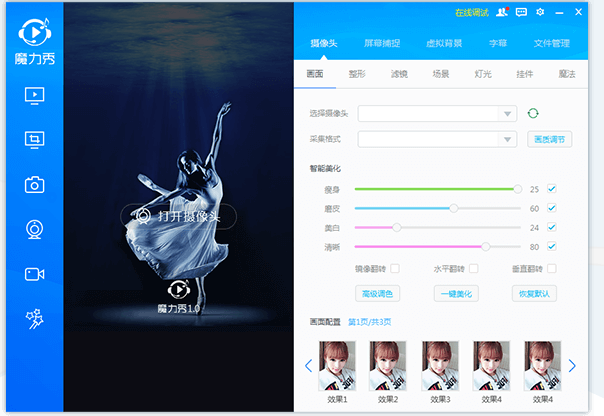 在线调试
魔力秀
摄像头 屏幕捕捉 虚拟背景 字幕 文件管理
画面 整形 滤镜 场景 灯光 挂件 魔法
选择摄像头
采集格式 画质调节
智能美化
瘦身 25
磨皮 60
美白 24
清晰 80
镜像翻转 水平翻转 垂直翻转
高级调色 一键美化 恢复默认
打开摄像头
魔力秀1.0
画面配置 第1页/共3页
效果1 效果2 效果3 效果4 效果4